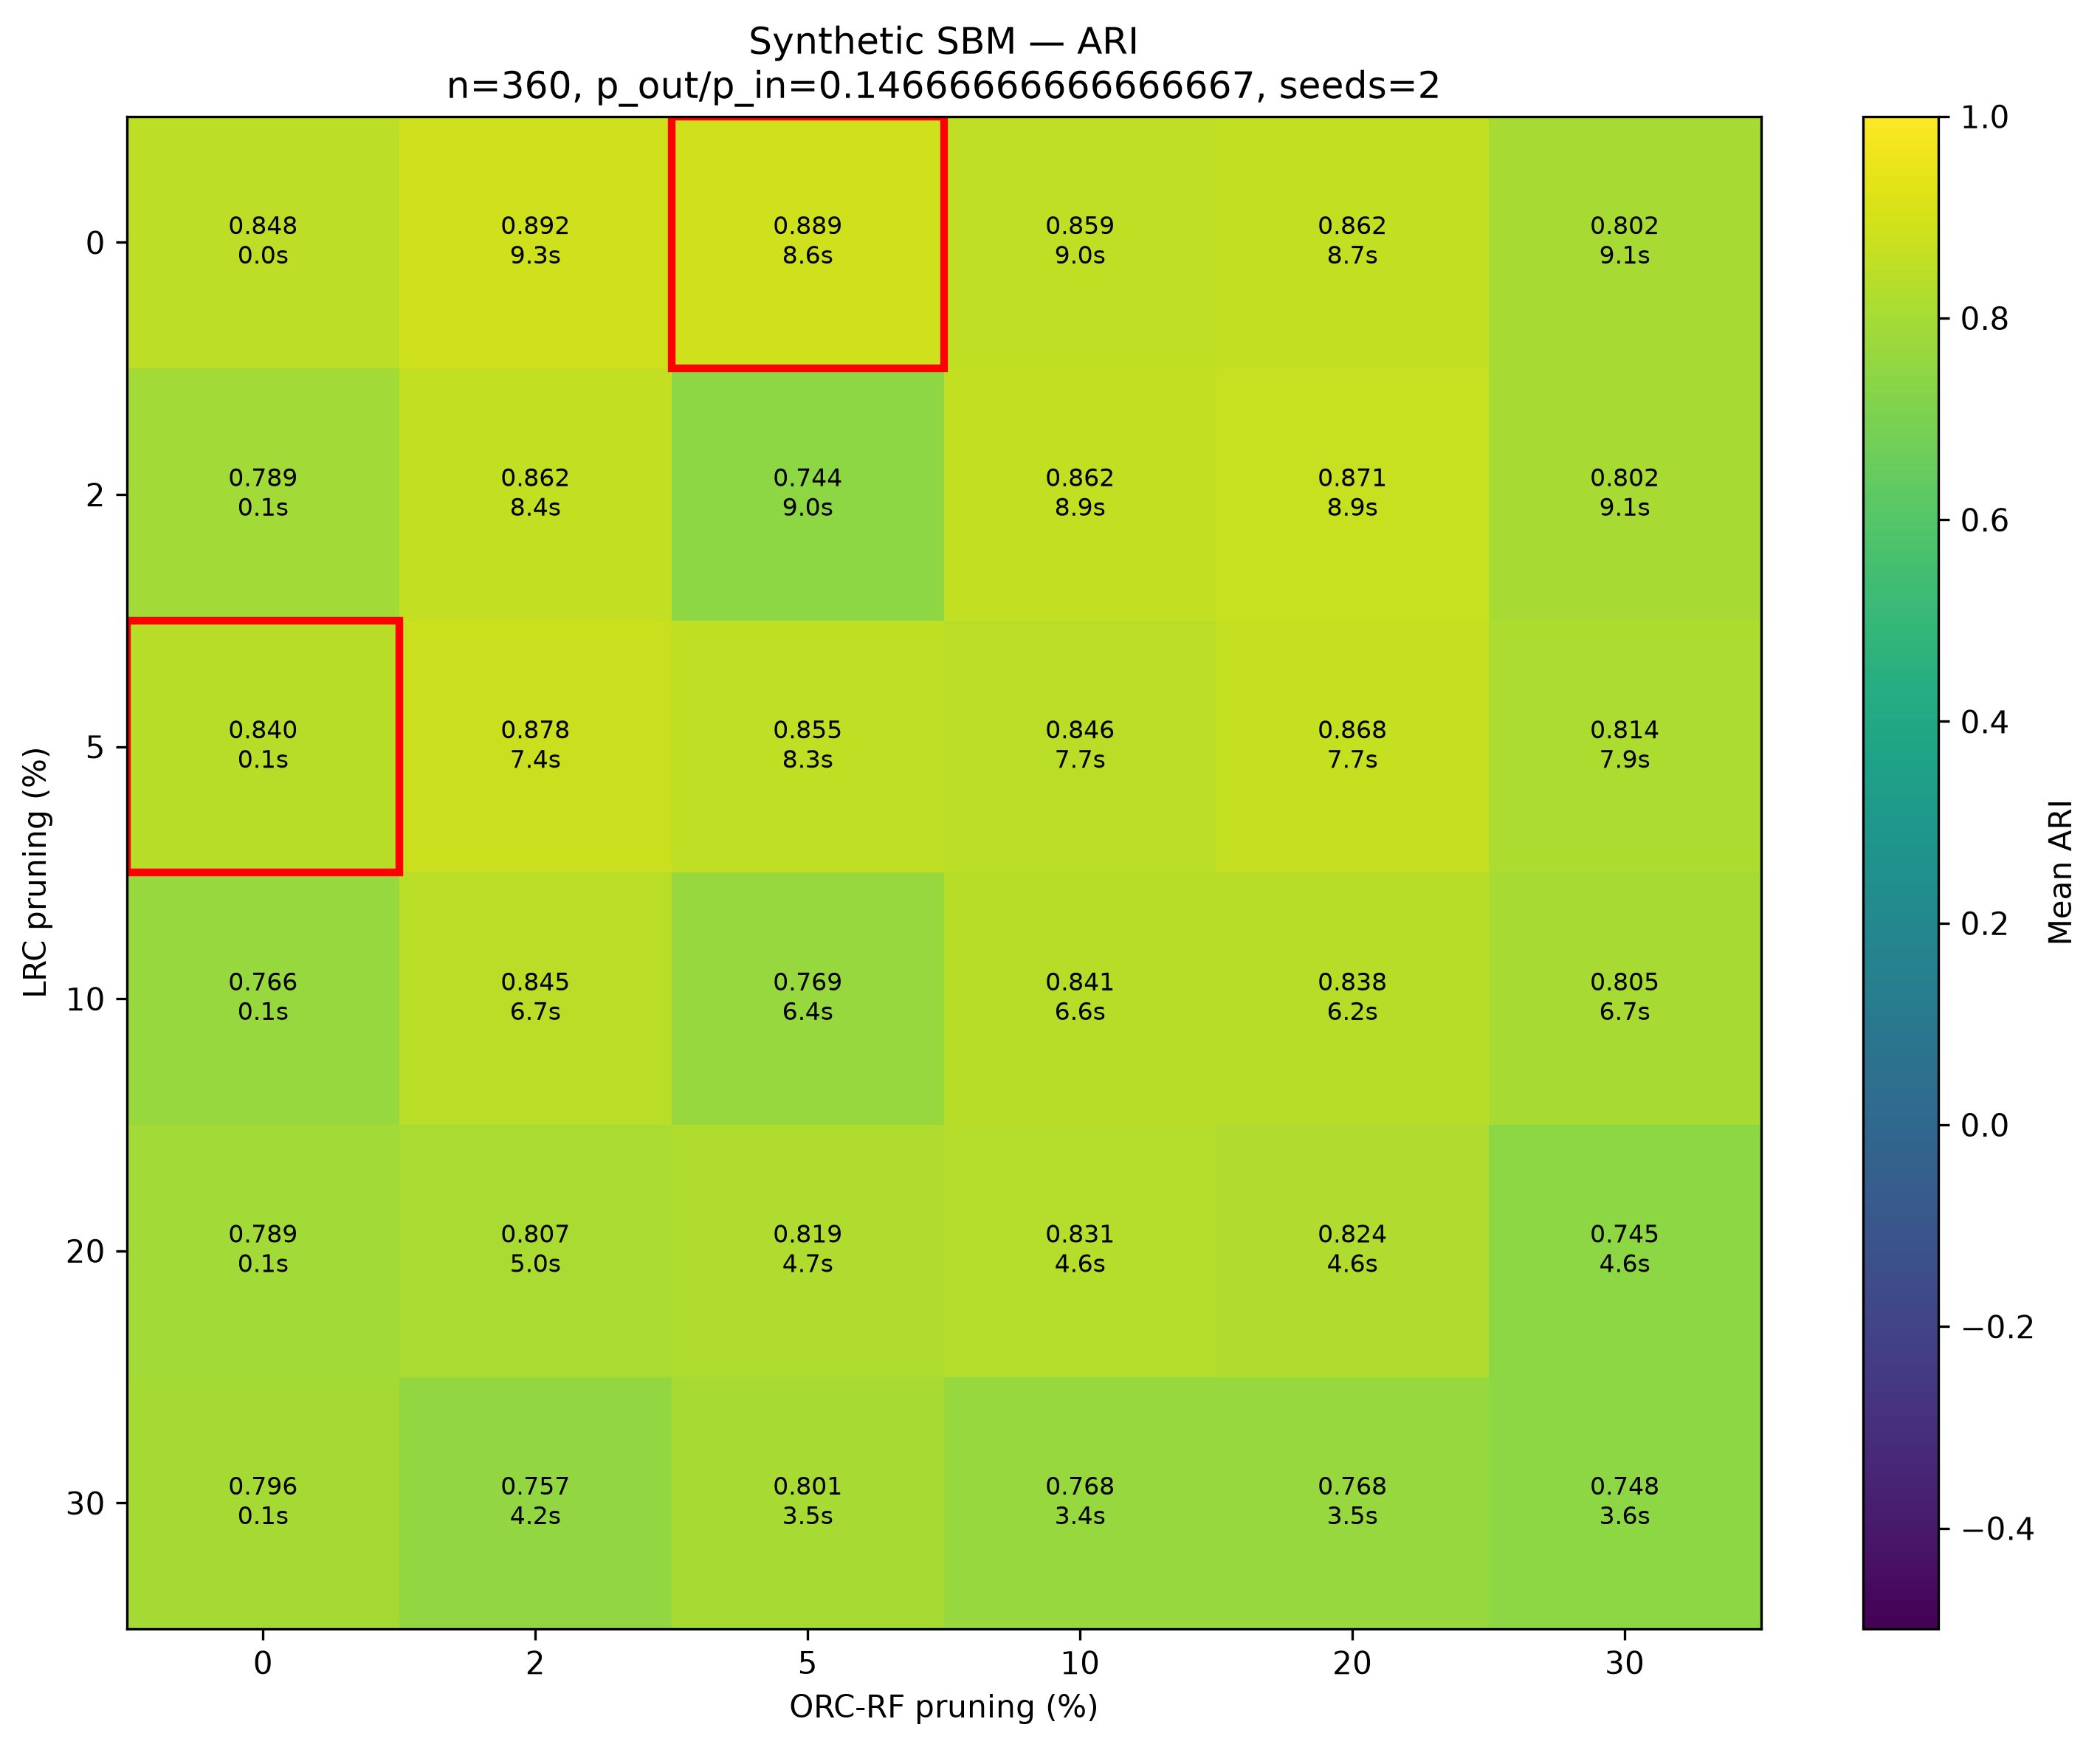 Synthetic SBM — ARI
n=360, p_out/p_in=0.14666666666666667, seeds=2
0.848 0.892 0.889 0.859 0.862 0.802
0.0s 9.3s 8.6s 9.0s 8.7s 9.1s
0.789 0.862 0.744 0.862 0.871 0.802
0.1s 8.4s 9.0s 8.9s 8.9s 9.1s
0.840 0.878 0.855 0.846 0.868 0.814
0.1s 7.4s 8.3s 7.7s 7.7s 7.9s
0.766 0.845 0.769 0.841 0.838 0.805
0.1s 6.7s 6.4s 6.6s 6.2s 6.7s
0.789 0.807 0.819 0.831 0.824 0.745
0.1s 5.0s 4.7s 4.6s 4.6s 4.6s
0.796 0.757 0.801 0.768 0.768 0.748
0.1s 4.2s 3.5s 3.4s 3.5s 3.6s
0
2
5
10
20
30
LRC pruning (%)
0 2 5 10 20 30
ORC-RF pruning (%)
1.0
0.8
0.6
0.4
0.2
0.0
−0.2
−0.4
Mean ARI